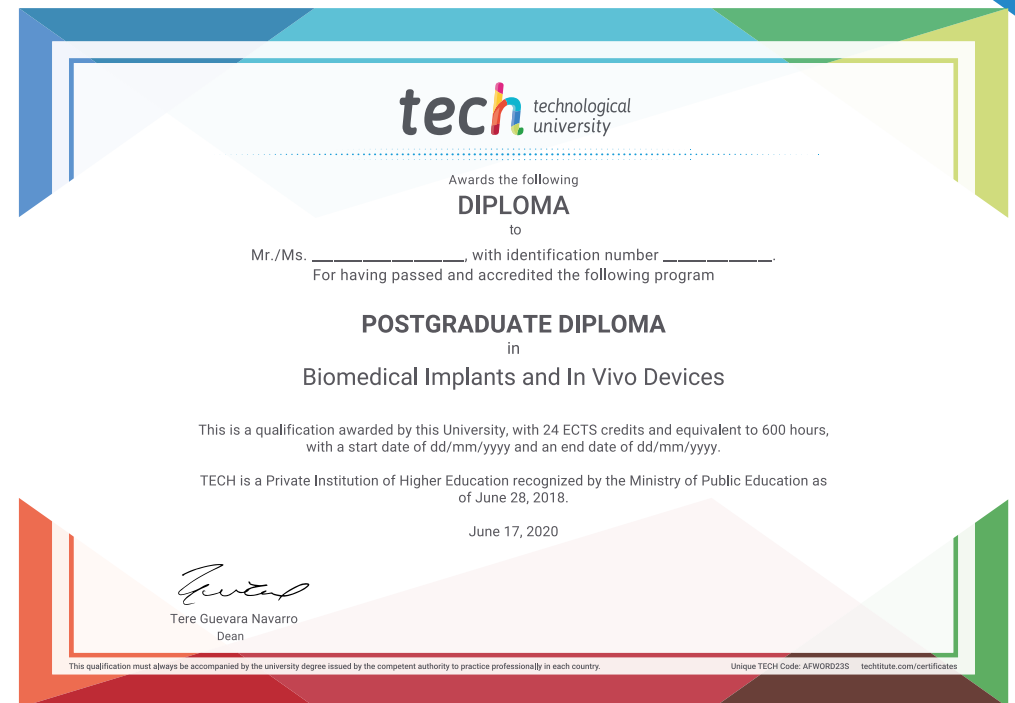 tech technological
university
Awards the following
DIPLOMA
to
Mr./Ms. ______________, with identification number __________.
For having passed and accredited the following program
POSTGRADUATE DIPLOMA
in
Biomedical Implants and In Vivo Devices
This is a qualification awarded by this University, with 24 ECTS credits and equivalent to 600 hours,
with a start date of dd/mm/yyyy and an end date of dd/mm/yyyy.
TECH is a Private Institution of Higher Education recognized by the Ministry of Public Education as
of June 28, 2018.
June 17, 2020
Tere Guevara Navarro
Dean
This qualification must always be accompanied by the university degree issued by the competent authority to practice professionally in each country. Unique TECH Code: AFWORD23S techtitute.com/certificates